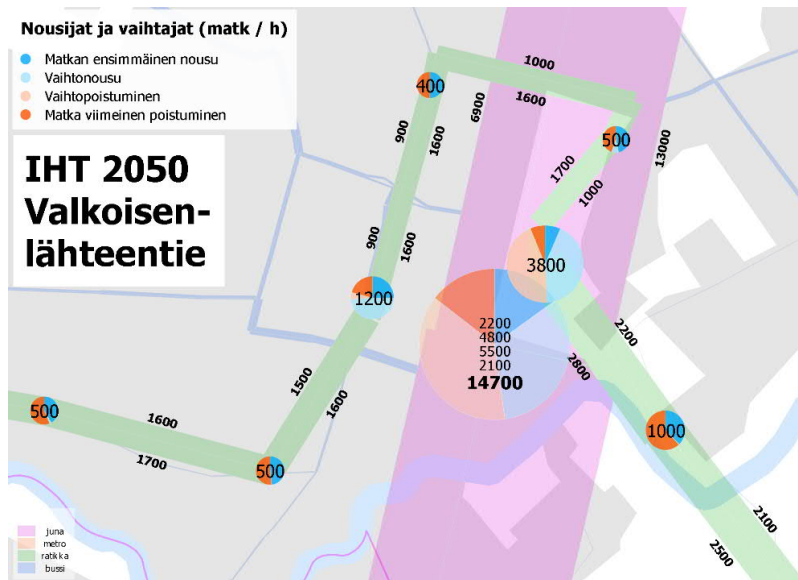 Nousijat ja vaihtajat (matk / h)
Matkan ensimmäinen nousu
Vaihtonousu
Vaihtopoistuminen
Matka viimeinen poistuminen
IHT 2050
Valkoisen-
lähteentie
400
1000
1600
6900
900
1600
500
13000
1700
1000
900
1600
3800
1200
2200
4800
5500
2100
14700
2200
2800
1500
1600
500
1600
1700
500
1000
2100
2500
juna
metro
ratikka
bussi